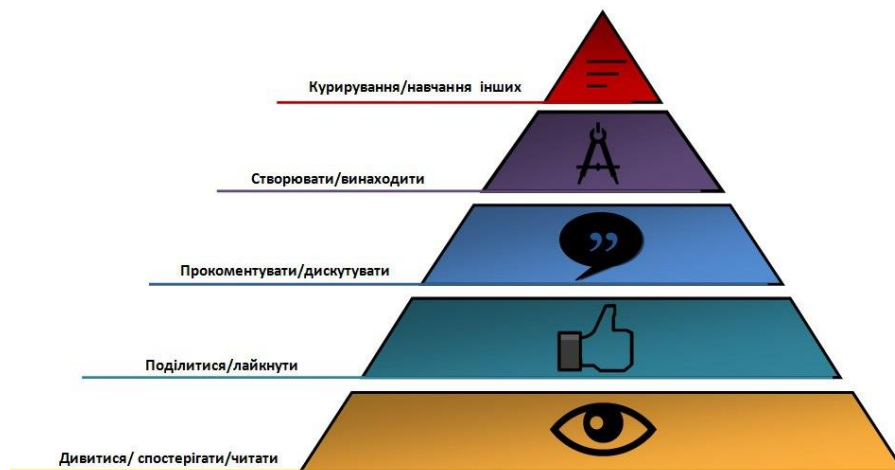 Курирування/навчання інших
Створювати/винаходити
Прокоментувати/дискутувати
Поділитися/лайкнути
Дивитися/ спостерігати/читати